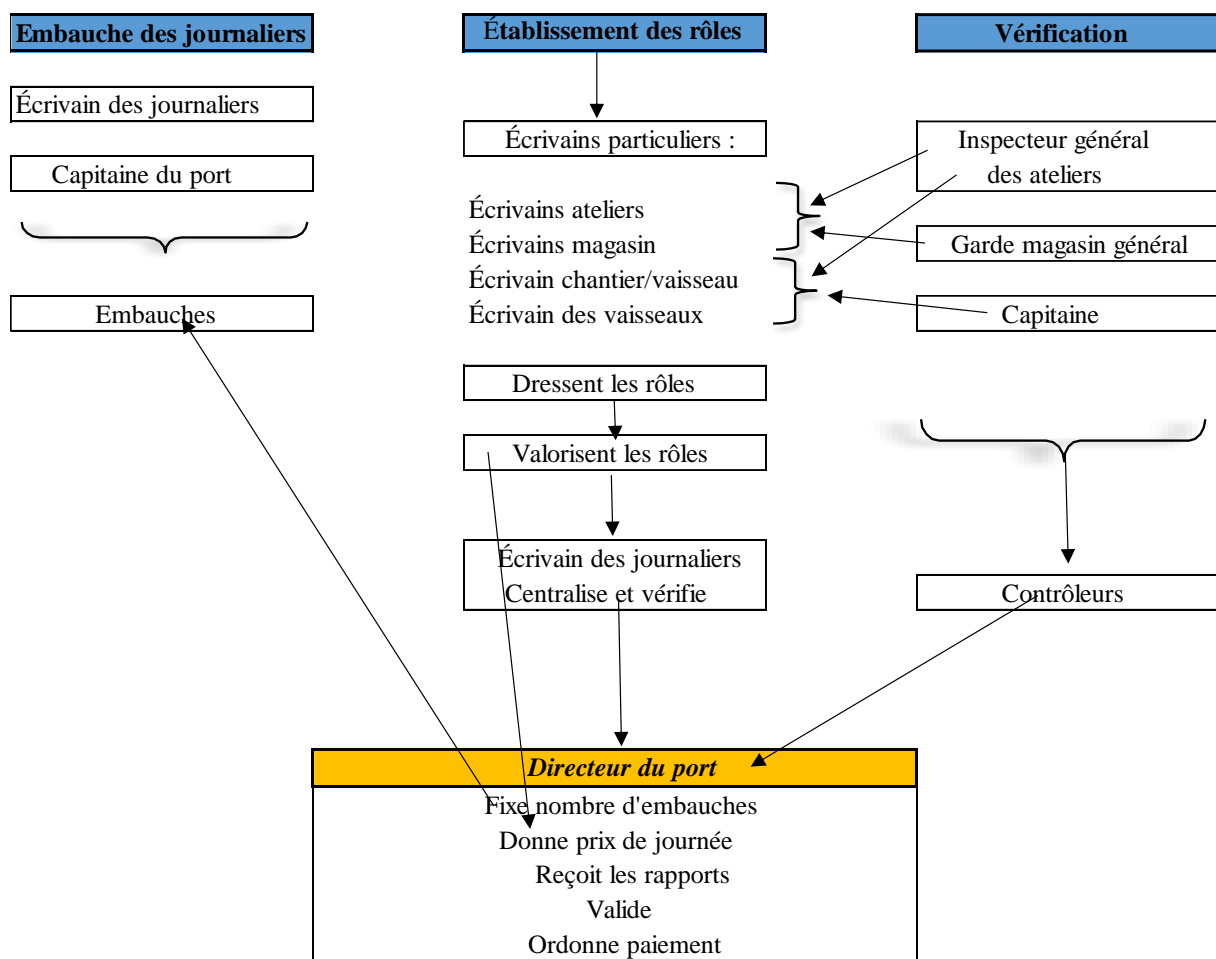 Embauche des journaliers
Écrivain des journaliers
Capitaine du port
Embauches
Établissement des rôles
Écrivains particuliers :
Écrivains ateliers
Écrivains magasin
Écrivain chantier/vaisseau
Écrivain des vaisseaux
Dressent les rôles
Valorisent les rôles
Écrivain des journaliers
Centralise et vérifie
Vérification
Inspecteur général
des ateliers
Garde magasin général
Capitaine
Contrôleurs
Directeur du port
Fixe nombre d'embauches
Donne prix de journée
Reçoit les rapports
Valide
Ordonne paiement